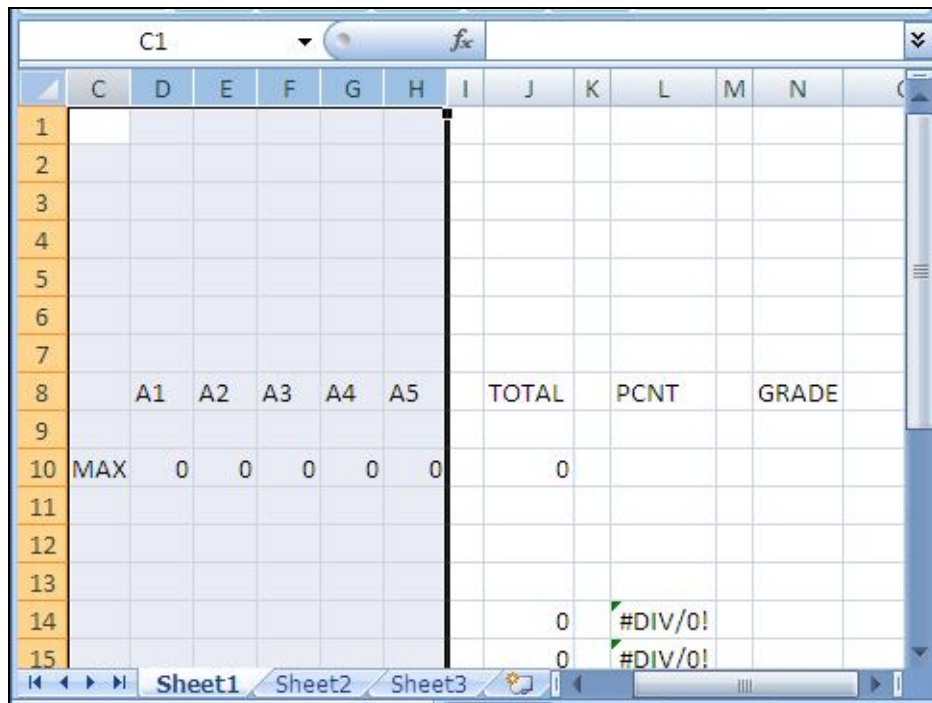 C1 fx
C D E F G H I J K L M N
1
2
3
4
5
6
7
8 A1 A2 A3 A4 A5 TOTAL PCNT GRADE
9
10 MAX 0 0 0 0 0 0
11
12
13
14 0 #DIV/0!
15 0 #DIV/0!
Sheet1 Sheet2 Sheet3